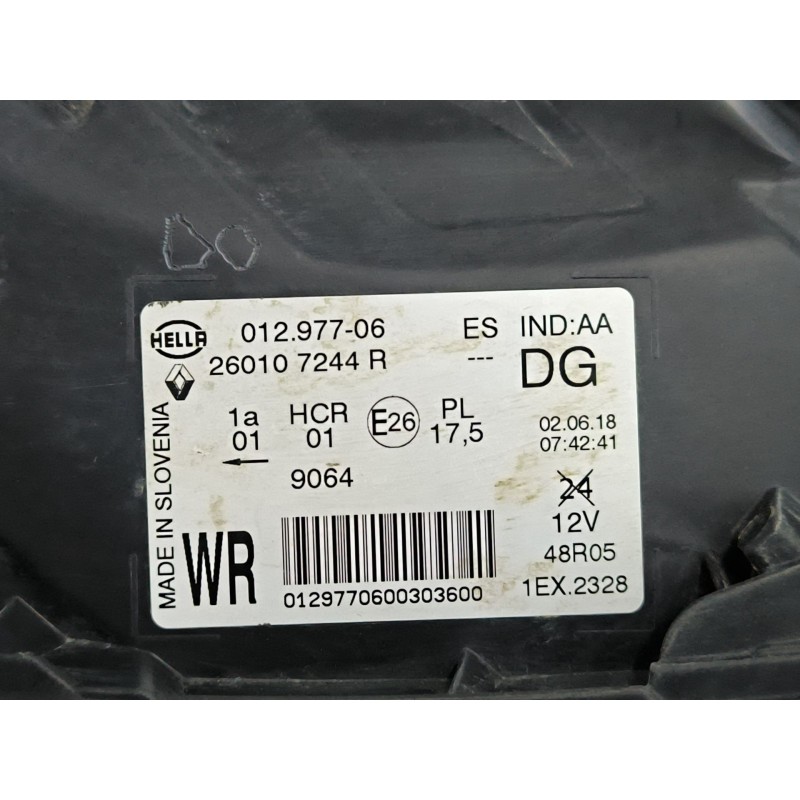 DO
HELLA 012.977-06 ES IND:AA
26010 7244 R --- DG
1a HCR E26 PL 02.06.18
01 01 17,5 07:42:41
9064 24
12V
MADE IN SLOVENIA
WR 48R05
0129770600303600 1EX.2328